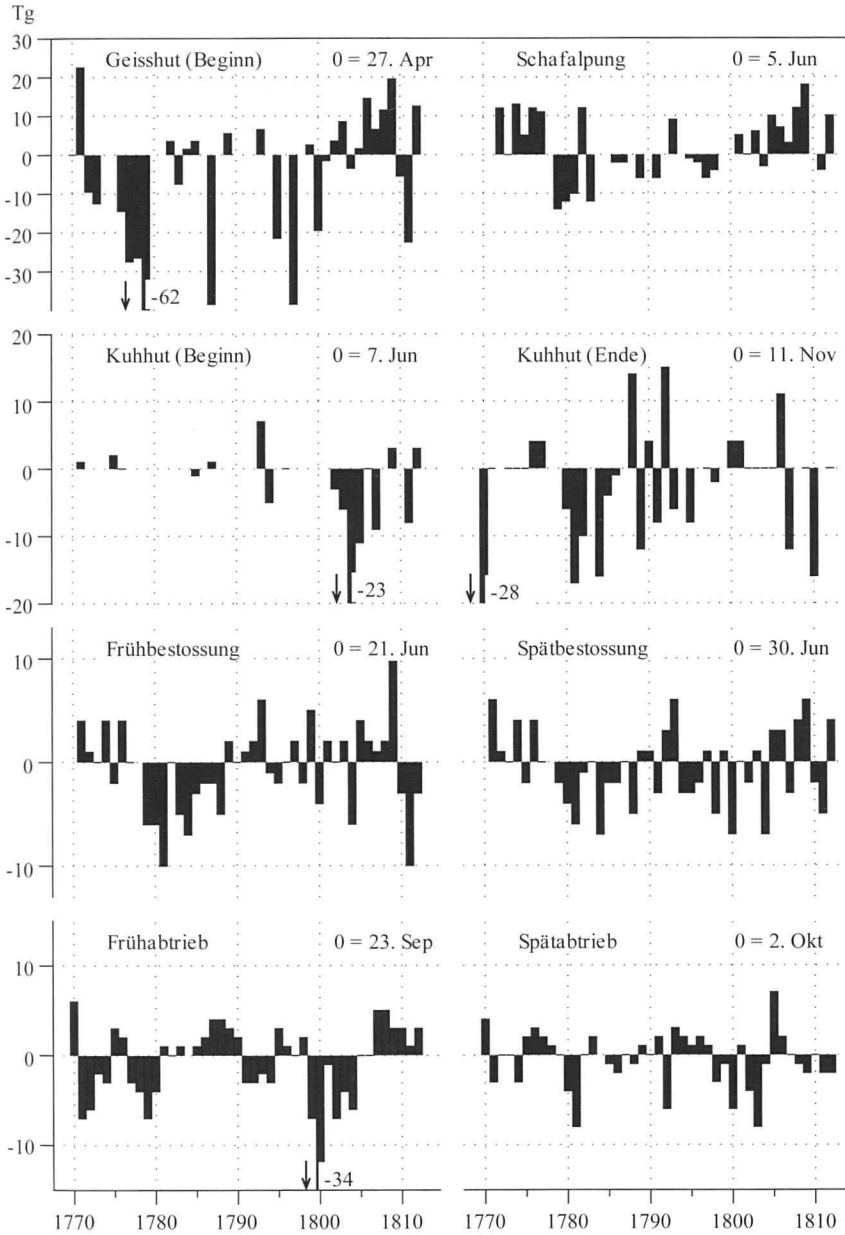 Tg
30
20
10
0
-10
-20
-30
Geisshut (Beginn) 0 = 27. Apr
-62
Schafalpung 0 = 5. Jun
20
10
0
-10
-20
Kuhhut (Beginn) 0 = 7. Jun
-23
Kuhhut (Ende) 0 = 11. Nov
-28
10
0
-10
Frühbestossung 0 = 21. Jun
Spätbestossung 0 = 30. Jun
10
0
-10
Frühabtrieb 0 = 23. Sep
-34
Spätabtrieb 0 = 2. Okt
1770 1780 1790 1800 1810
1770 1780 1790 1800 1810